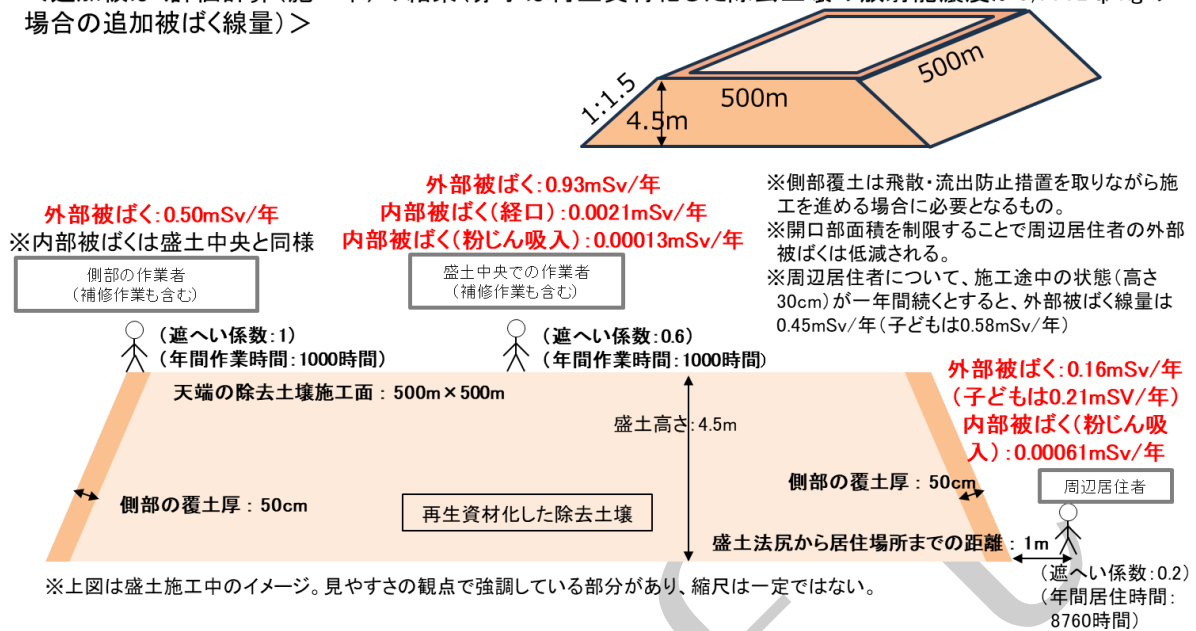 場合の追加被ばく線量)＞
1:1.5
4.5m
500m
500m
外部被ばく:0.50mSv/年
※内部被ばくは盛土中央と同様
側部の作業者
(補修作業も含む)
(遮へい係数:1)
(年間作業時間:1000時間)
外部被ばく:0.93mSv/年
内部被ばく(経口):0.0021mSv/年
内部被ばく(粉じん吸入):0.00013mSv/年
盛土中央での作業者
(補修作業も含む)
(遮へい係数:0.6)
(年間作業時間:1000時間)
※側部覆土は飛散・流出防止措置を取りながら施
工を進める場合に必要となるもの。
※開口部面積を制限することで周辺居住者の外部
被ばくは低減される。
※周辺居住者について、施工途中の状態(高さ
30cm)が一年間続くとすると、外部被ばく線量は
0.45mSv/年(子どもは0.58mSv/年)
外部被ばく:0.16mSv/年
(子どもは0.21mSV/年)
内部被ばく(粉じん吸
入):0.00061mSv/年
周辺居住者
天端の除去土壌施工面：500m×500m
盛土高さ:4.5m
側部の覆土厚：50cm
側部の覆土厚：50cm
再生資材化した除去土壌
盛土法尻から居住場所までの距離：1m
(遮へい係数:0.2)
(年間居住時間:
8760時間)
※上図は盛土施工中のイメージ。見やすさの観点で強調している部分があり、縮尺は一定ではない。